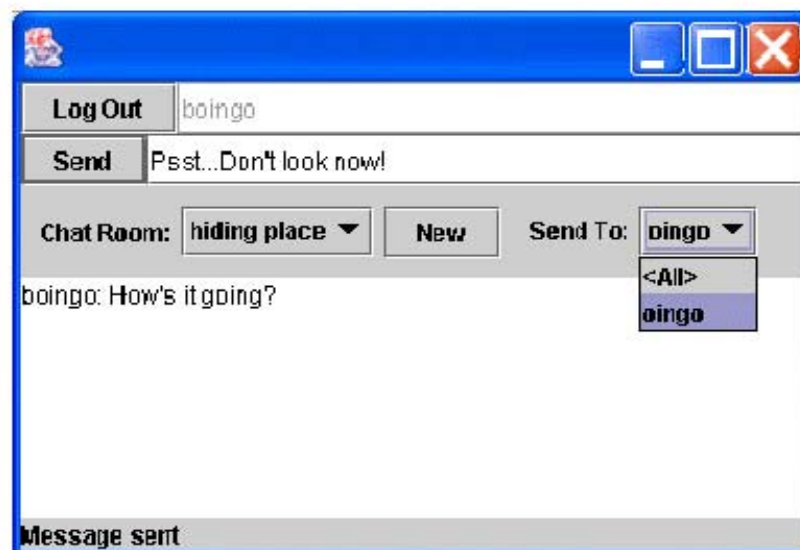 Log Out boingo
Send Psst...Don't look now!
Chat Room: hiding place New Send To: oingo
<All>
oingo
boingo: How's it going?
Message sent